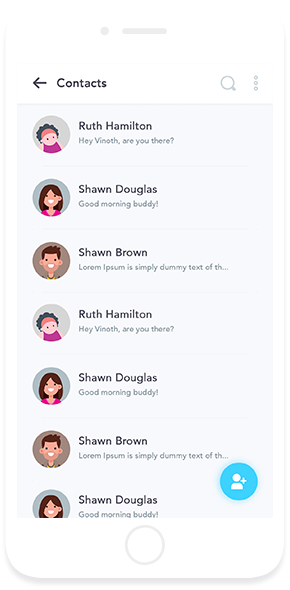 Contacts
Ruth Hamilton
Hey Vinoth, are you there?
Shawn Douglas
Good morning buddy!
Shawn Brown
Lorem Ipsum is simply dummy text of th...
Ruth Hamilton
Hey Vinoth, are you there?
Shawn Douglas
Good morning buddy!
Shawn Brown
Lorem Ipsum is simply dummy text of th...
Shawn Douglas
Good morning buddy!